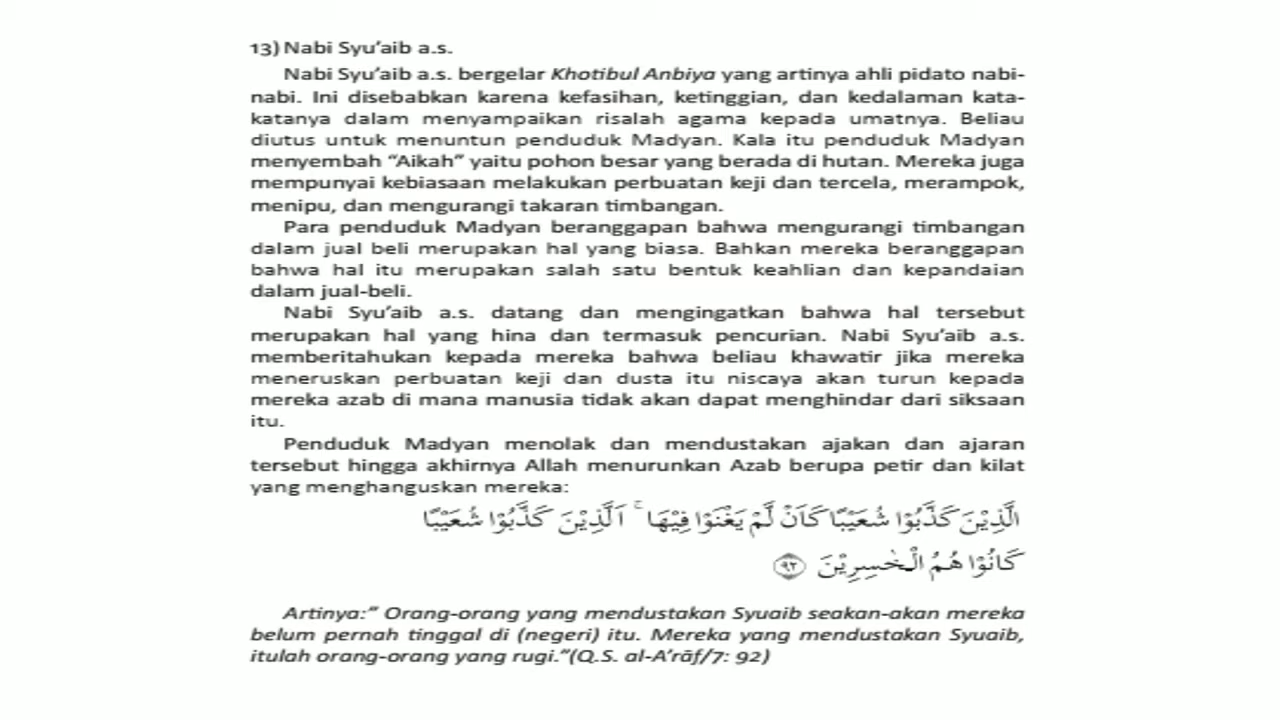 13) Nabi Syu’aib a.s.
Nabi Syu’aib a.s. bergelar Khotibul Anbiya yang artinya ahli pidato nabi-
nabi. Ini disebabkan karena kefasihan, ketinggian, dan kedalaman kata-
katanya dalam menyampaikan risalah agama kepada umatnya. Beliau
diutus untuk menuntun penduduk Madyan. Kala itu penduduk Madyan
menyembah “Aikah” yaitu pohon besar yang berada di hutan. Mereka juga
mempunyai kebiasaan melakukan perbuatan keji dan tercela, merampok,
menipu, dan mengurangi takaran timbangan.
Para penduduk Madyan beranggapan bahwa mengurangi timbangan
dalam jual beli merupakan hal yang biasa. Bahkan mereka beranggapan
bahwa hal itu merupakan salah satu bentuk keahlian dan kepandaian
dalam jual-beli.
Nabi Syu’aib a.s. datang dan mengingatkan bahwa hal tersebut
merupakan hal yang hina dan termasuk pencurian. Nabi Syu’aib a.s.
memberitahukan kepada mereka bahwa beliau khawatir jika mereka
meneruskan perbuatan keji dan dusta itu niscaya akan turun kepada
mereka azab di mana manusia tidak akan dapat menghindar dari siksaan
itu.
Penduduk Madyan menolak dan mendustakan ajakan dan ajaran
tersebut hingga akhirnya Allah menurunkan Azab berupa petir dan kilat
yang menghanguskan mereka:
الَّذِيْنَ كَذَّبُوْا شُعَيْبًا كَاَنْ لَّمْ يَغْنَوْا فِيْهَا ۚ اَلَّذِيْنَ كَذَّبُوْا شُعَيْبًا
كَانُوْا هُمُ الْخٰسِرِيْنَ ٩٢
Artinya:” Orang-orang yang mendustakan Syuaib seakan-akan mereka
belum pernah tinggal di (negeri) itu. Mereka yang mendustakan Syuaib,
itulah orang-orang yang rugi.”(Q.S. al-A’rāf/7: 92)